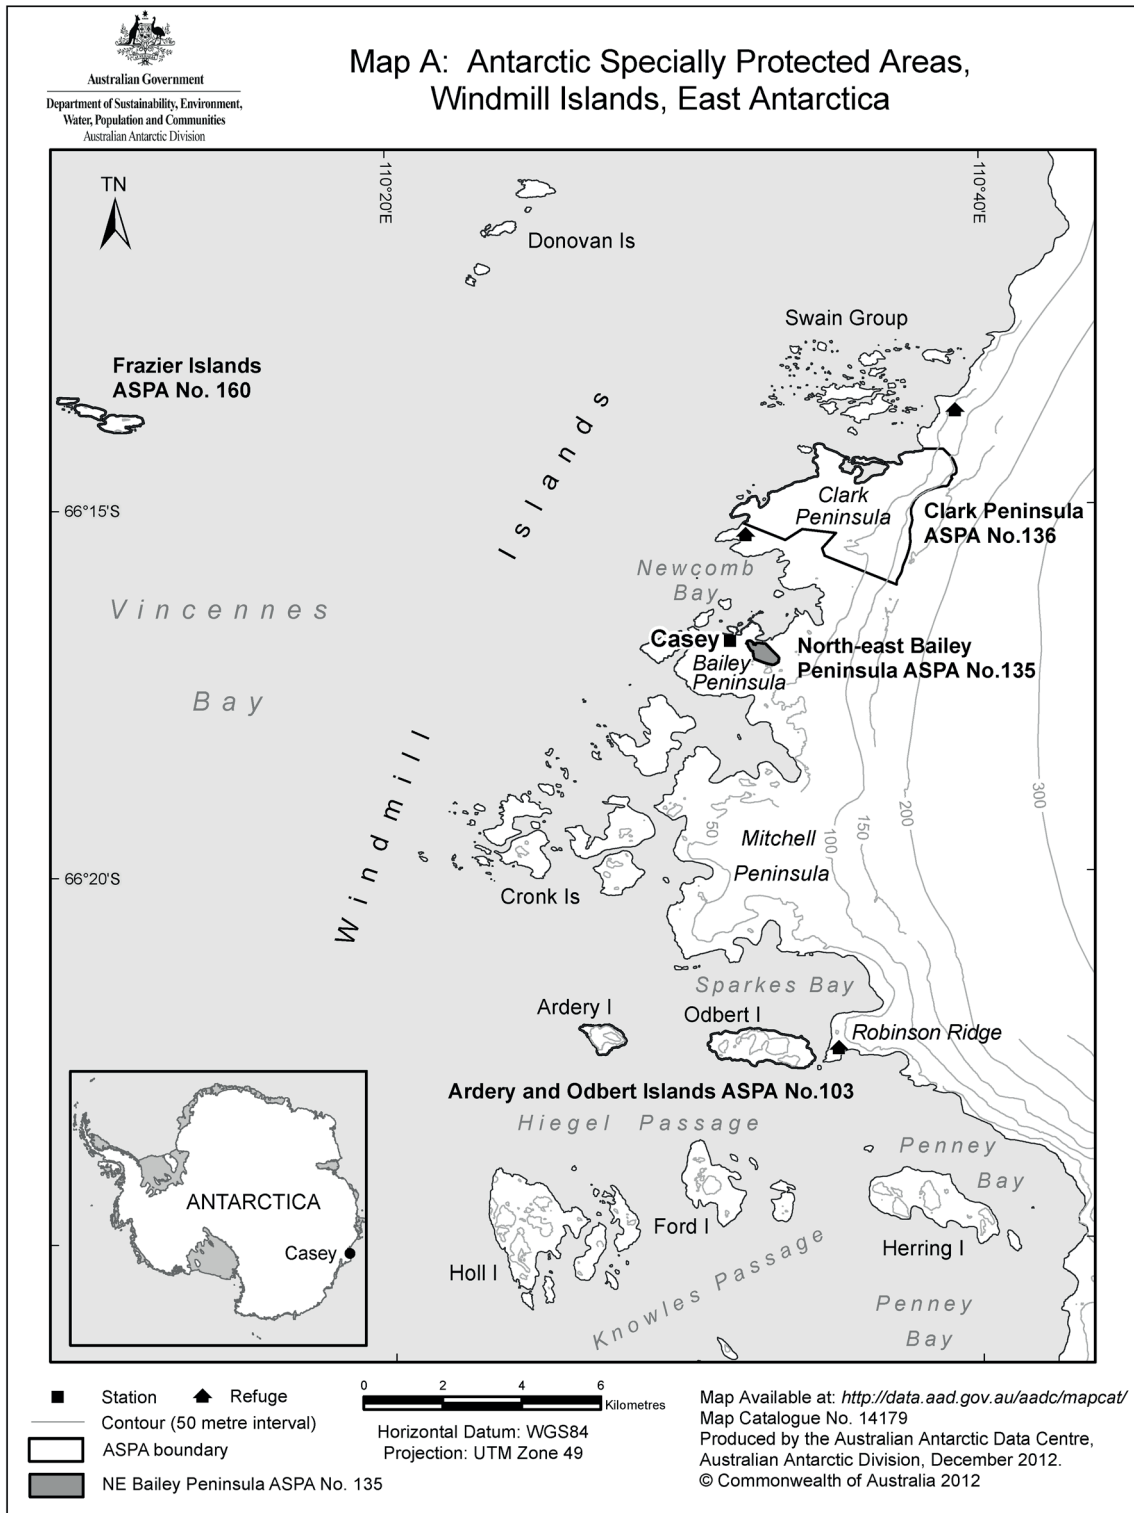 Australian Government
Department of Sustainability, Environment,
Water, Population and Communities
Australian Antarctic Division
Map A: Antarctic Specially Protected Areas,
Windmill Islands, East Antarctica
TN
110°20'E
110°40'E
Donovan Is
Swain Group
Frazier Islands
ASPA No. 160
66°15'S
Clark
Peninsula
Clark Peninsula
ASPA No.136
Newcomb
Bay
Vincennes
Bay
Casey
Bailey
Peninsula
North-east Bailey
Peninsula ASPA No.135
Windmill Islands
50
100
150
200
300
Mitchell
Peninsula
66°20'S
Cronk Is
Sparkes Bay
Ardery I
Odbert I
Robinson Ridge
Ardery and Odbert Islands ASPA No.103
Hiegel Passage
Penney
Bay
Ford I
Holl I
Herring I
Knowles Passage
Penney
Bay
ANTARCTICA
Casey
Station
Refuge
Contour (50 metre interval)
ASPA boundary
NE Bailey Peninsula ASPA No. 135
0 2 4 6
Kilometres
Horizontal Datum: WGS84
Projection: UTM Zone 49
Map Available at: http://data.aad.gov.au/aadc/mapcat/
Map Catalogue No. 14179
Produced by the Australian Antarctic Data Centre,
Australian Antarctic Division, December 2012.
© Commonwealth of Australia 2012